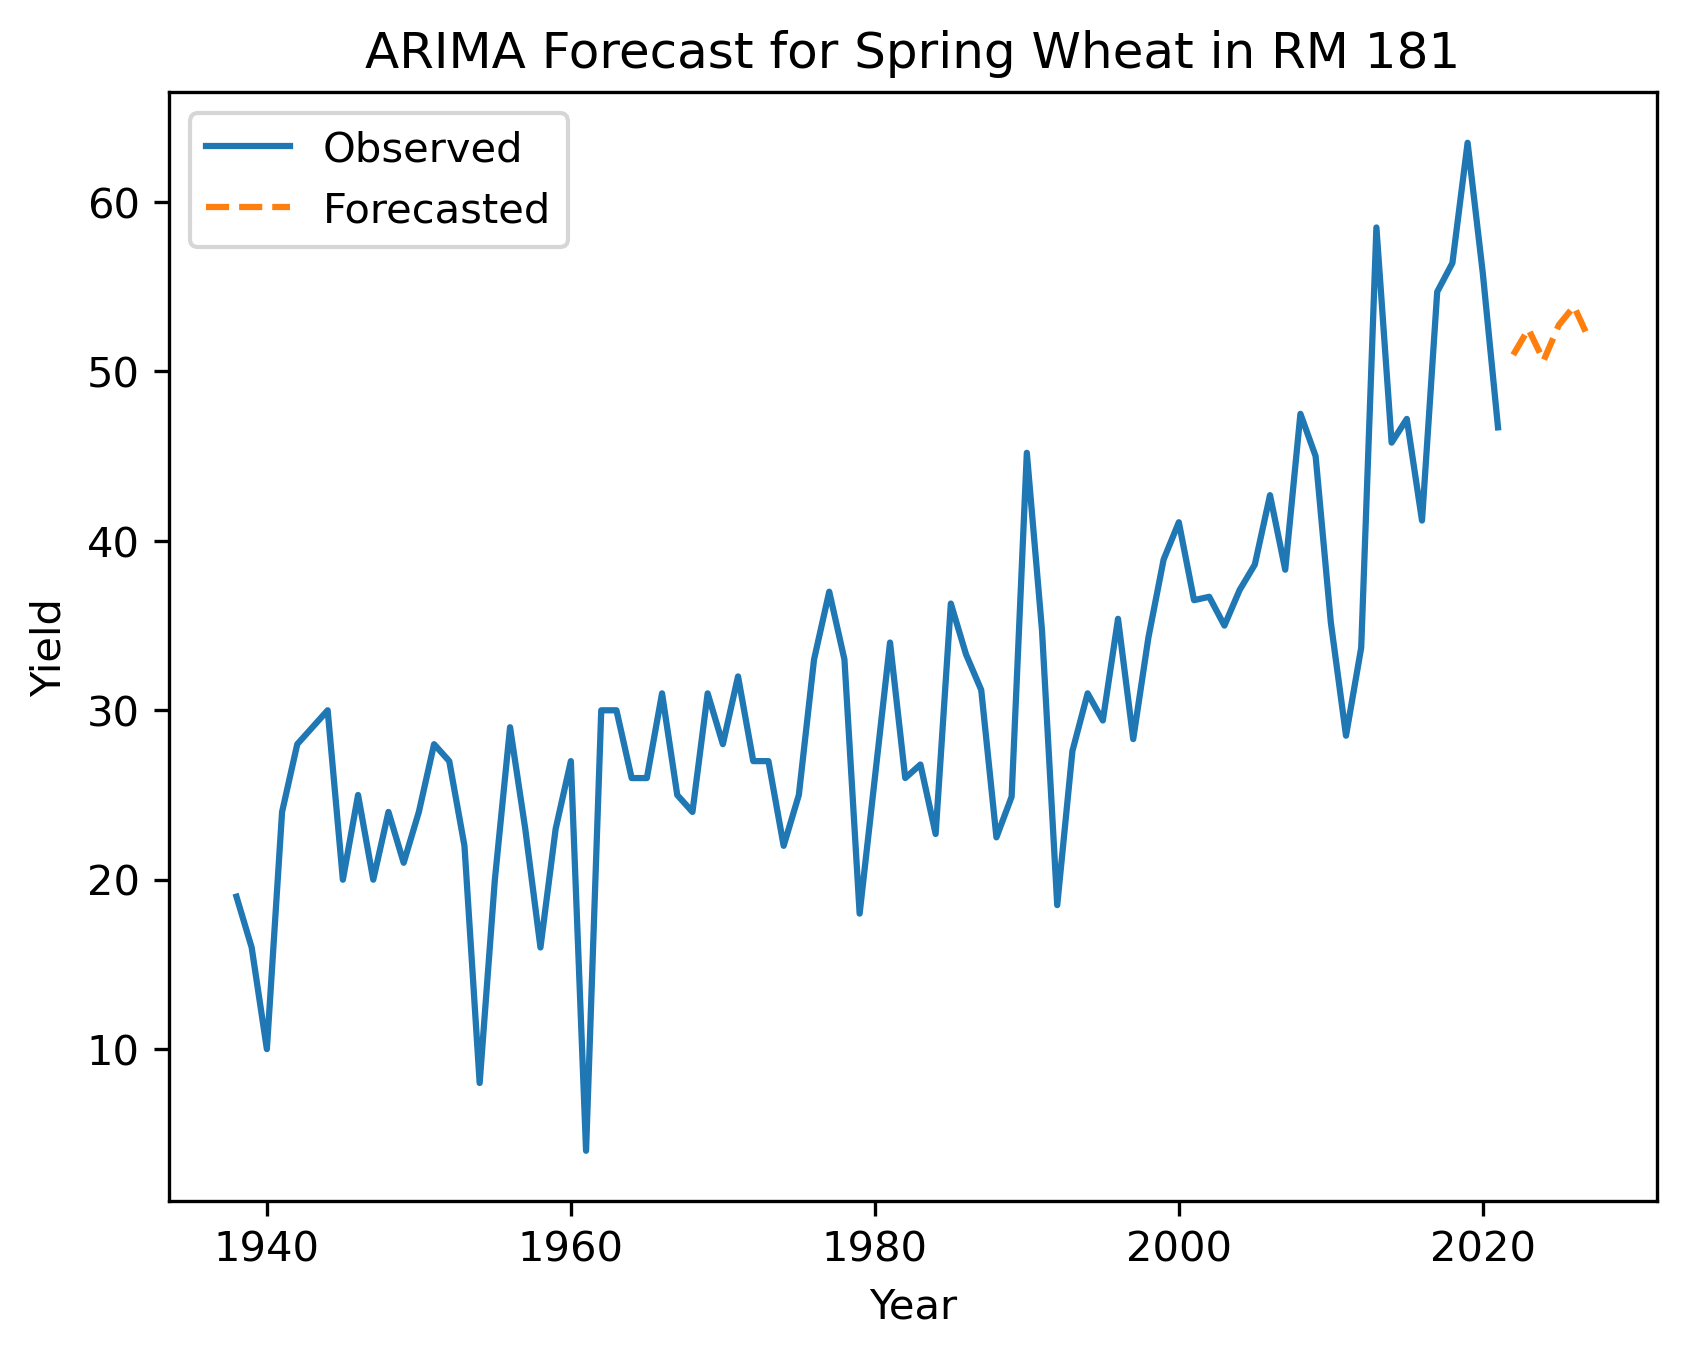 ARIMA Forecast for Spring Wheat in RM 181
Observed
Forecasted
60
50
40
30
20
10
Yield
1940 1960 1980 2000 2020
Year